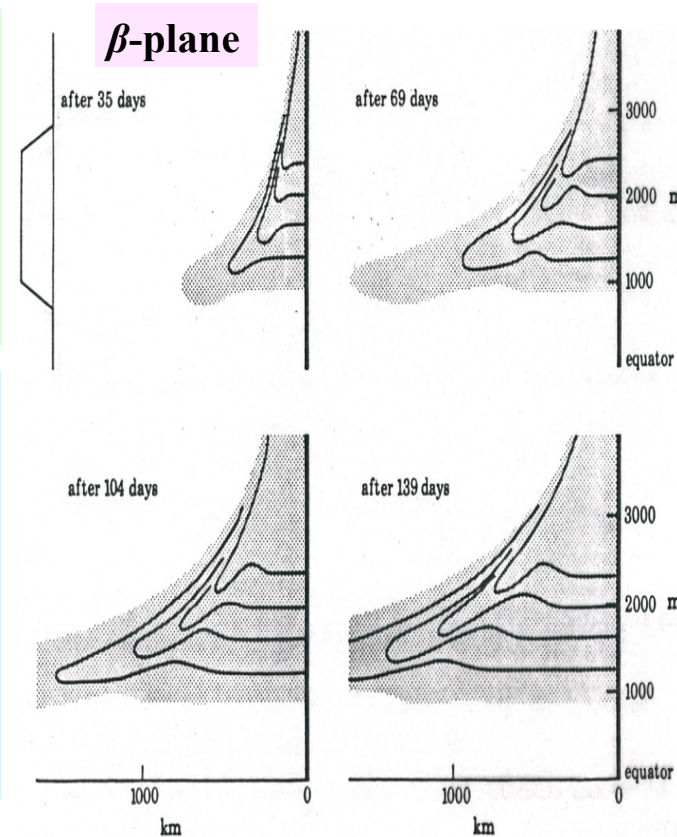 β-plane
after 35 days
after 69 days
3000
2000
1000
equator
after 104 days
after 139 days
3000
2000
1000
equator
1000
0
1000
0
km
km